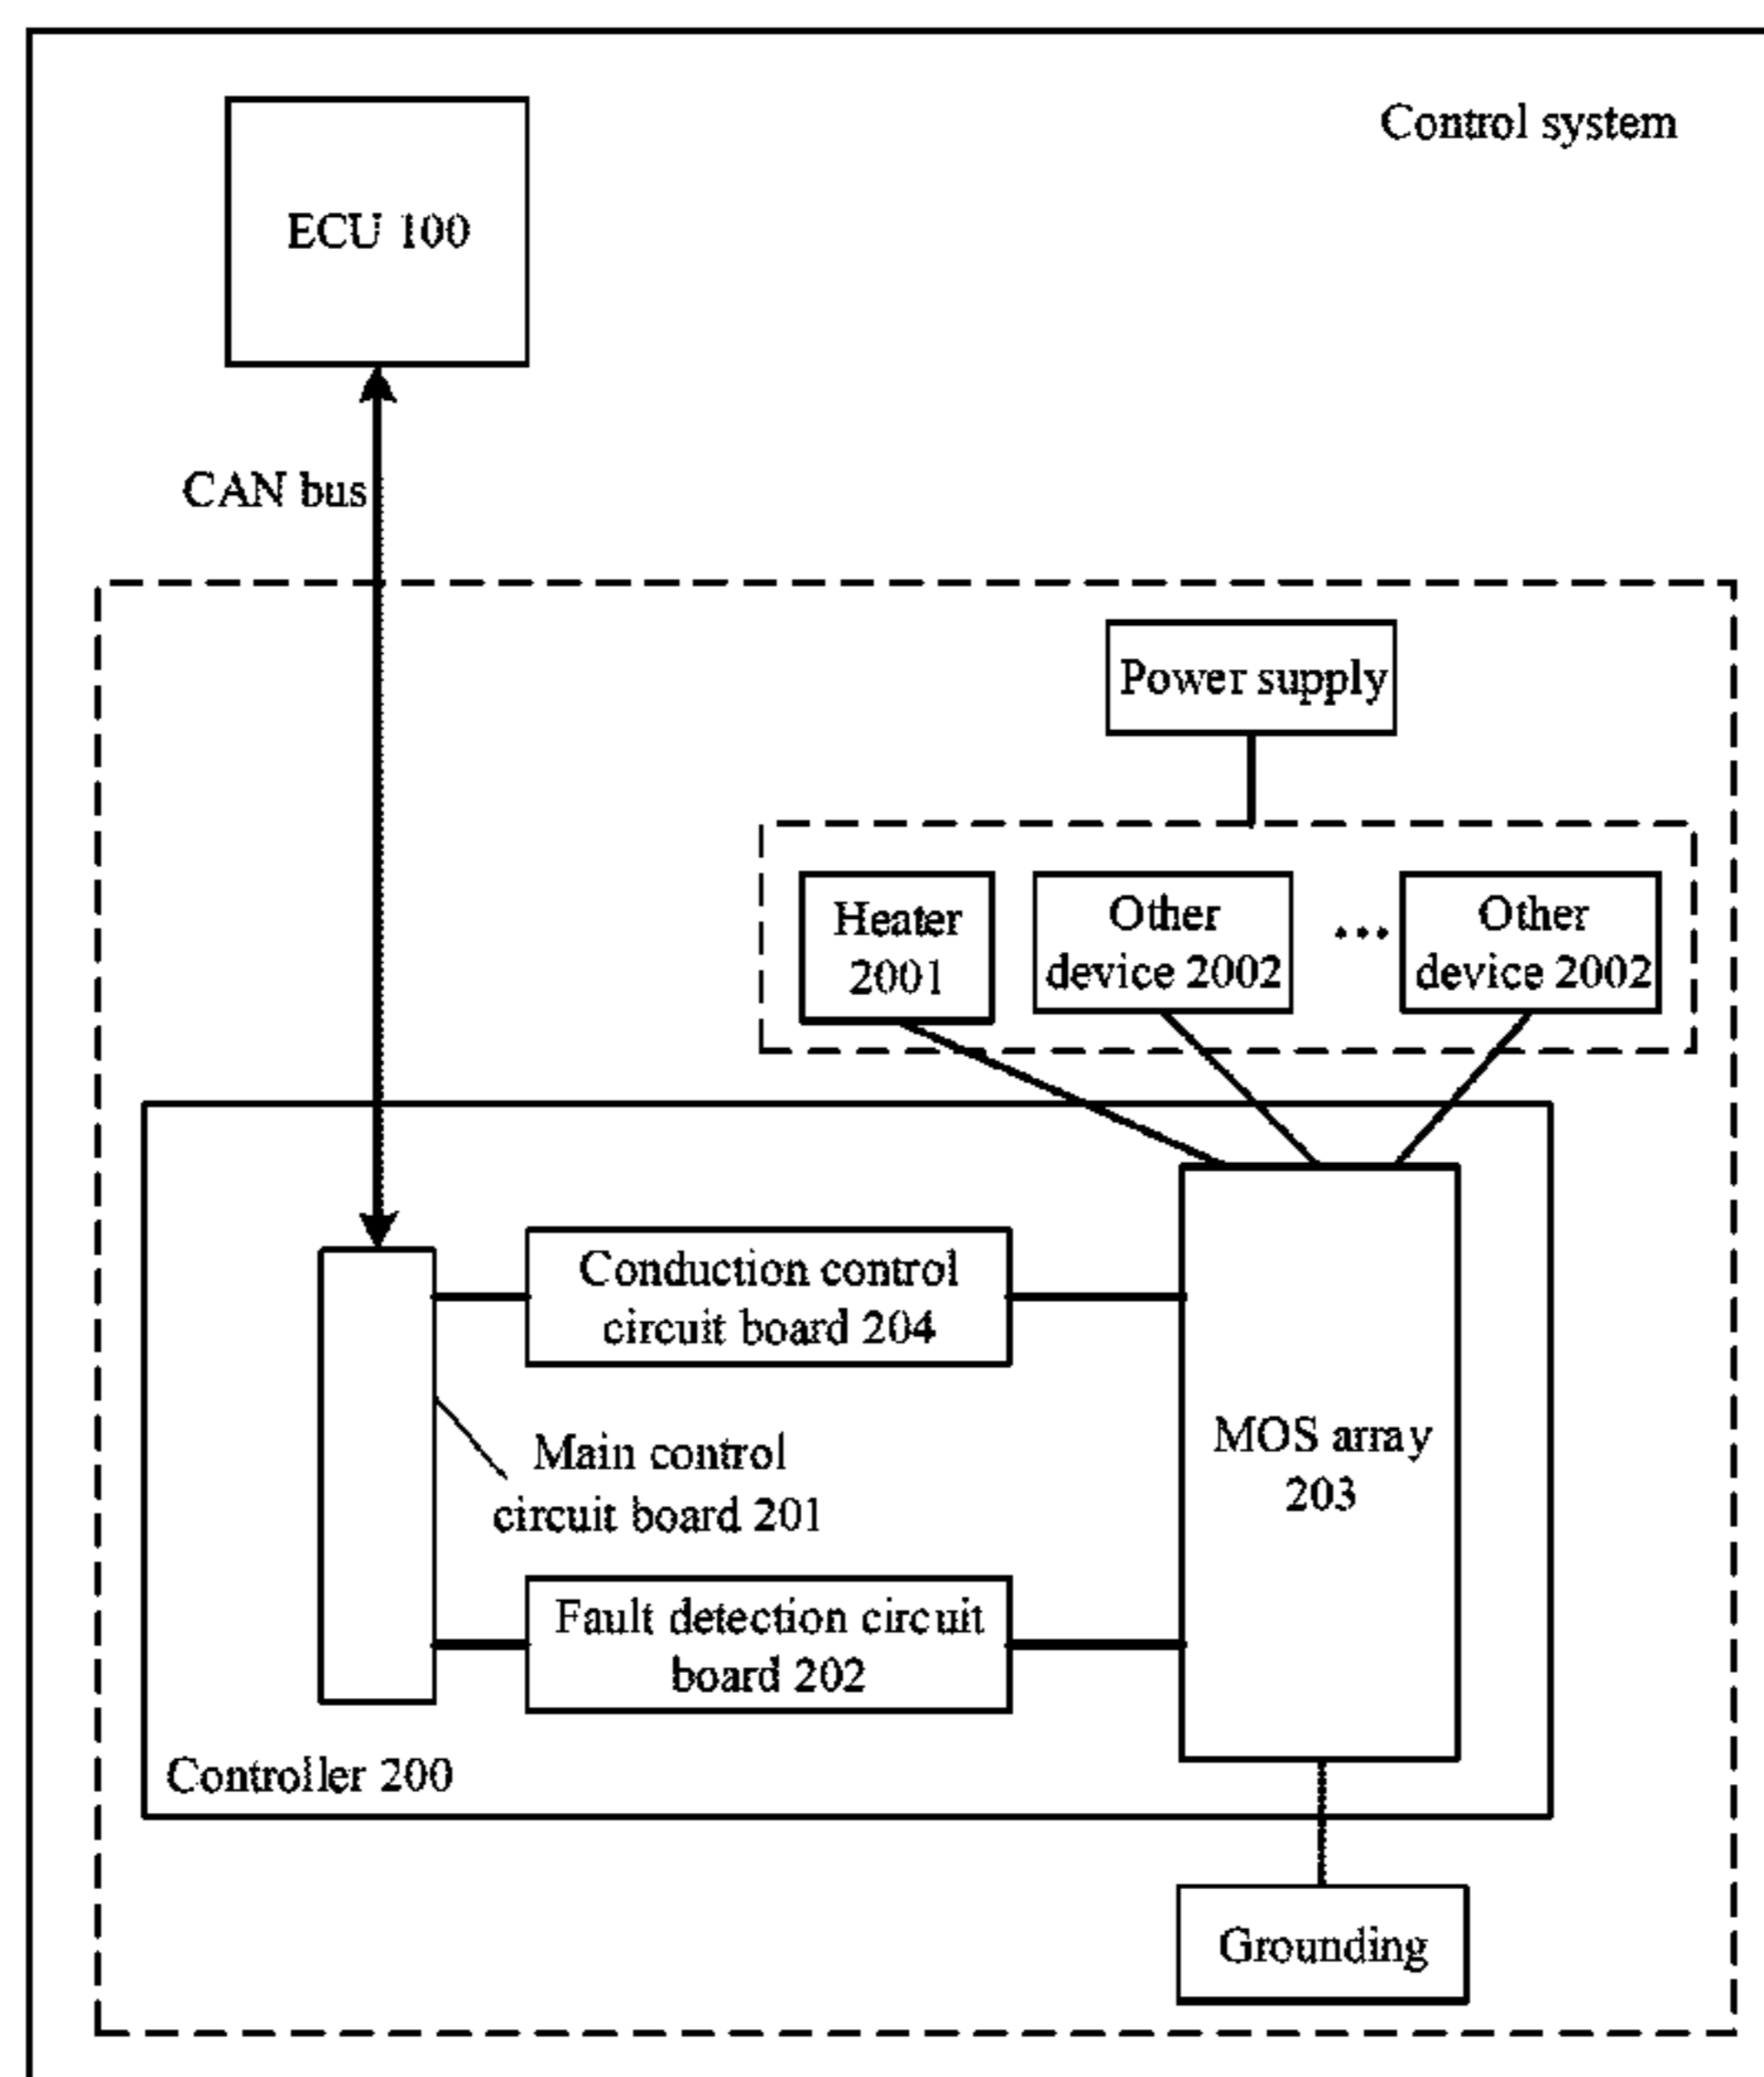 Control system
ECU 100
CAN bus
Power supply
Heater
2001
Other
device 2002
...
Other
device 2002
Conduction control
circuit board 204
Main control
circuit board 201
MOS array
203
Fault detection circuit
board 202
Controller 200
Grounding